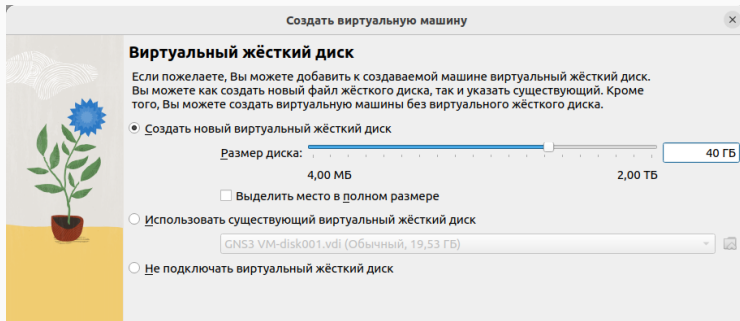 Создать виртуальную машину
Виртуальный жёсткий диск
Если пожелаете, Вы можете добавить к создаваемой машине виртуальный жёсткий диск.
Вы можете как создать новый файл жёсткого диска, так и указать существующий. Кроме
того, Вы можете создать виртуальную машины без виртуального жёсткого диска.
Создать новый виртуальный жёсткий диск
Размер диска: 40 ГБ
4,00 МБ 2,00 ТБ
Выделить место в полном размере
Использовать существующий виртуальный жёсткий диск
GNS3 VM-disk001.vdi (Обычный, 19,53 ГБ)
Не подключать виртуальный жёсткий диск